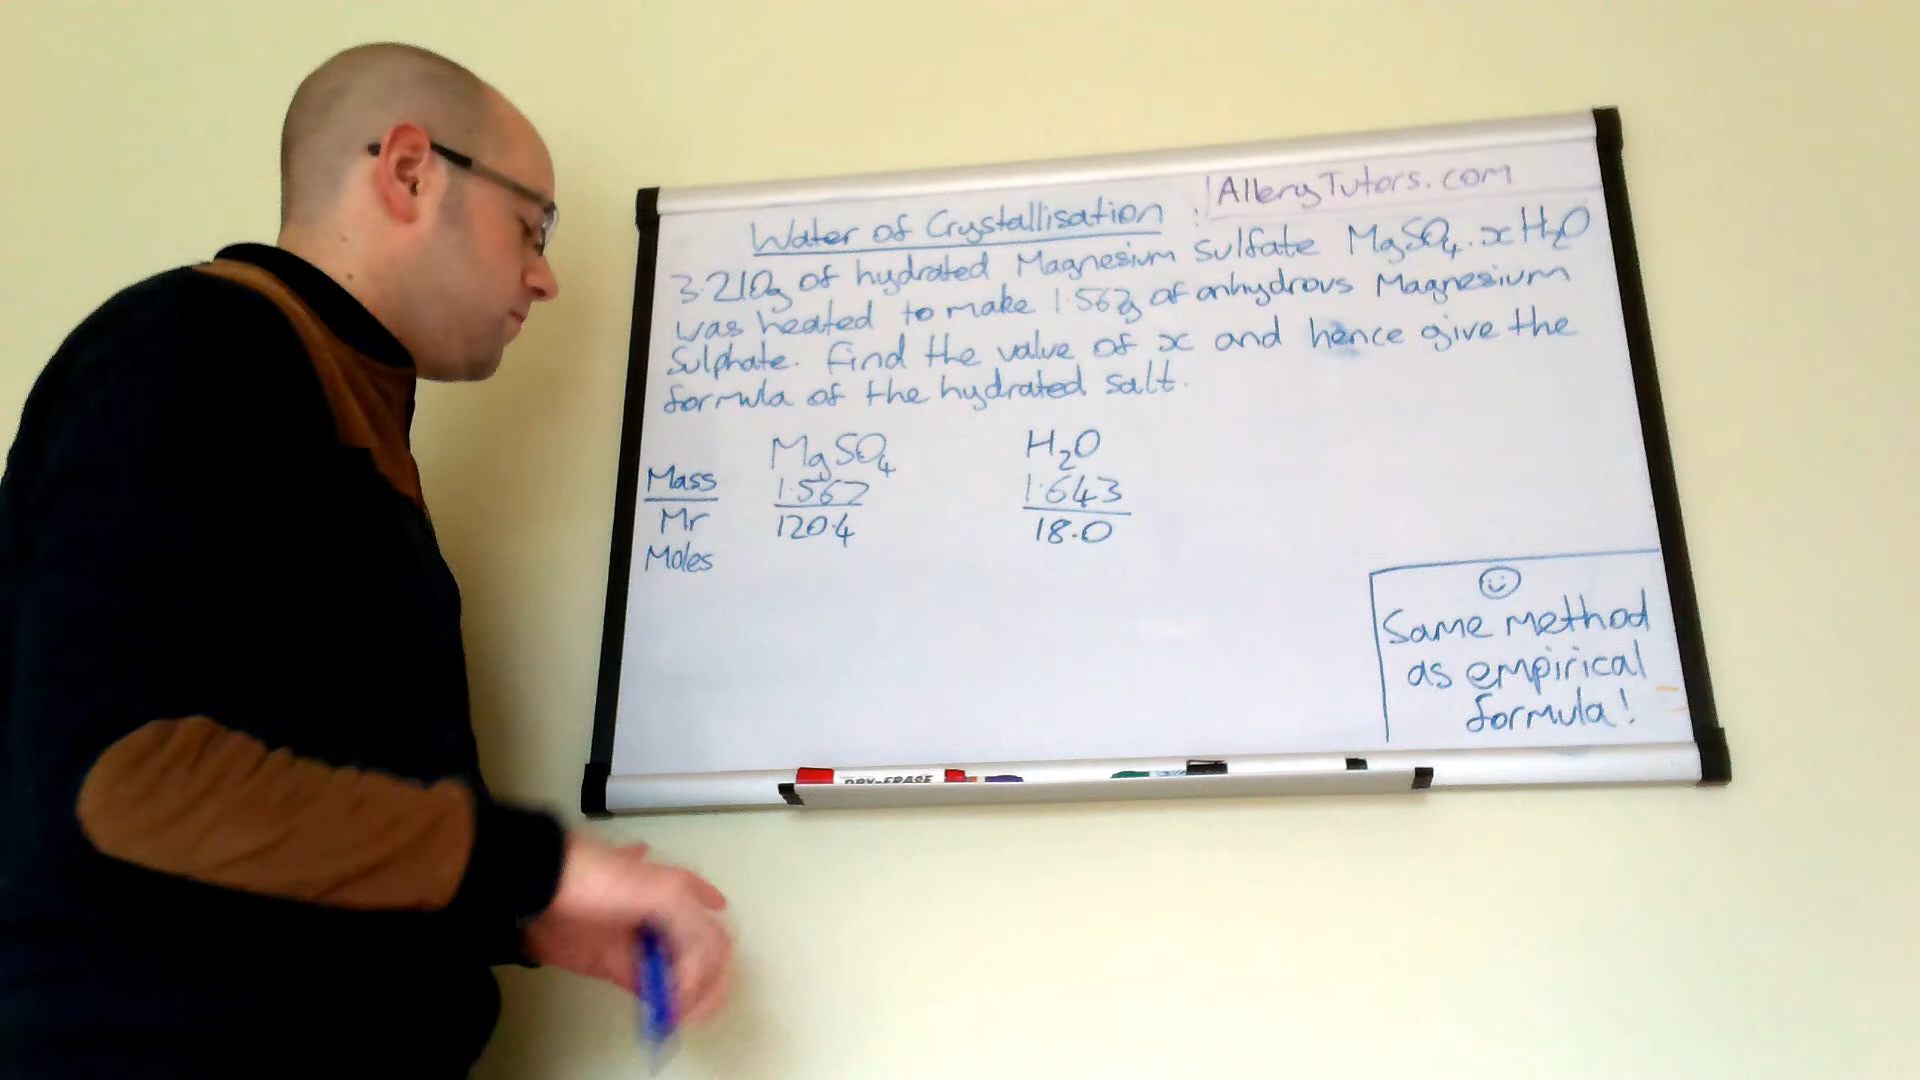 AlleryTutors.com
Water of Crystallisation :
3.210g of hydrated Magnesium Sulfate MgSO4.xH2O
was heated to make 1.567g of anhydrous Magnesium
Sulphate. Find the value of x and hence give the
formula of the hydrated salt.
MgSO4 H2O
Mass 1.567 1.643
Mr 120.4 18.0
Moles
☺
Same method
as empirical
formula!
DRY-ERASE